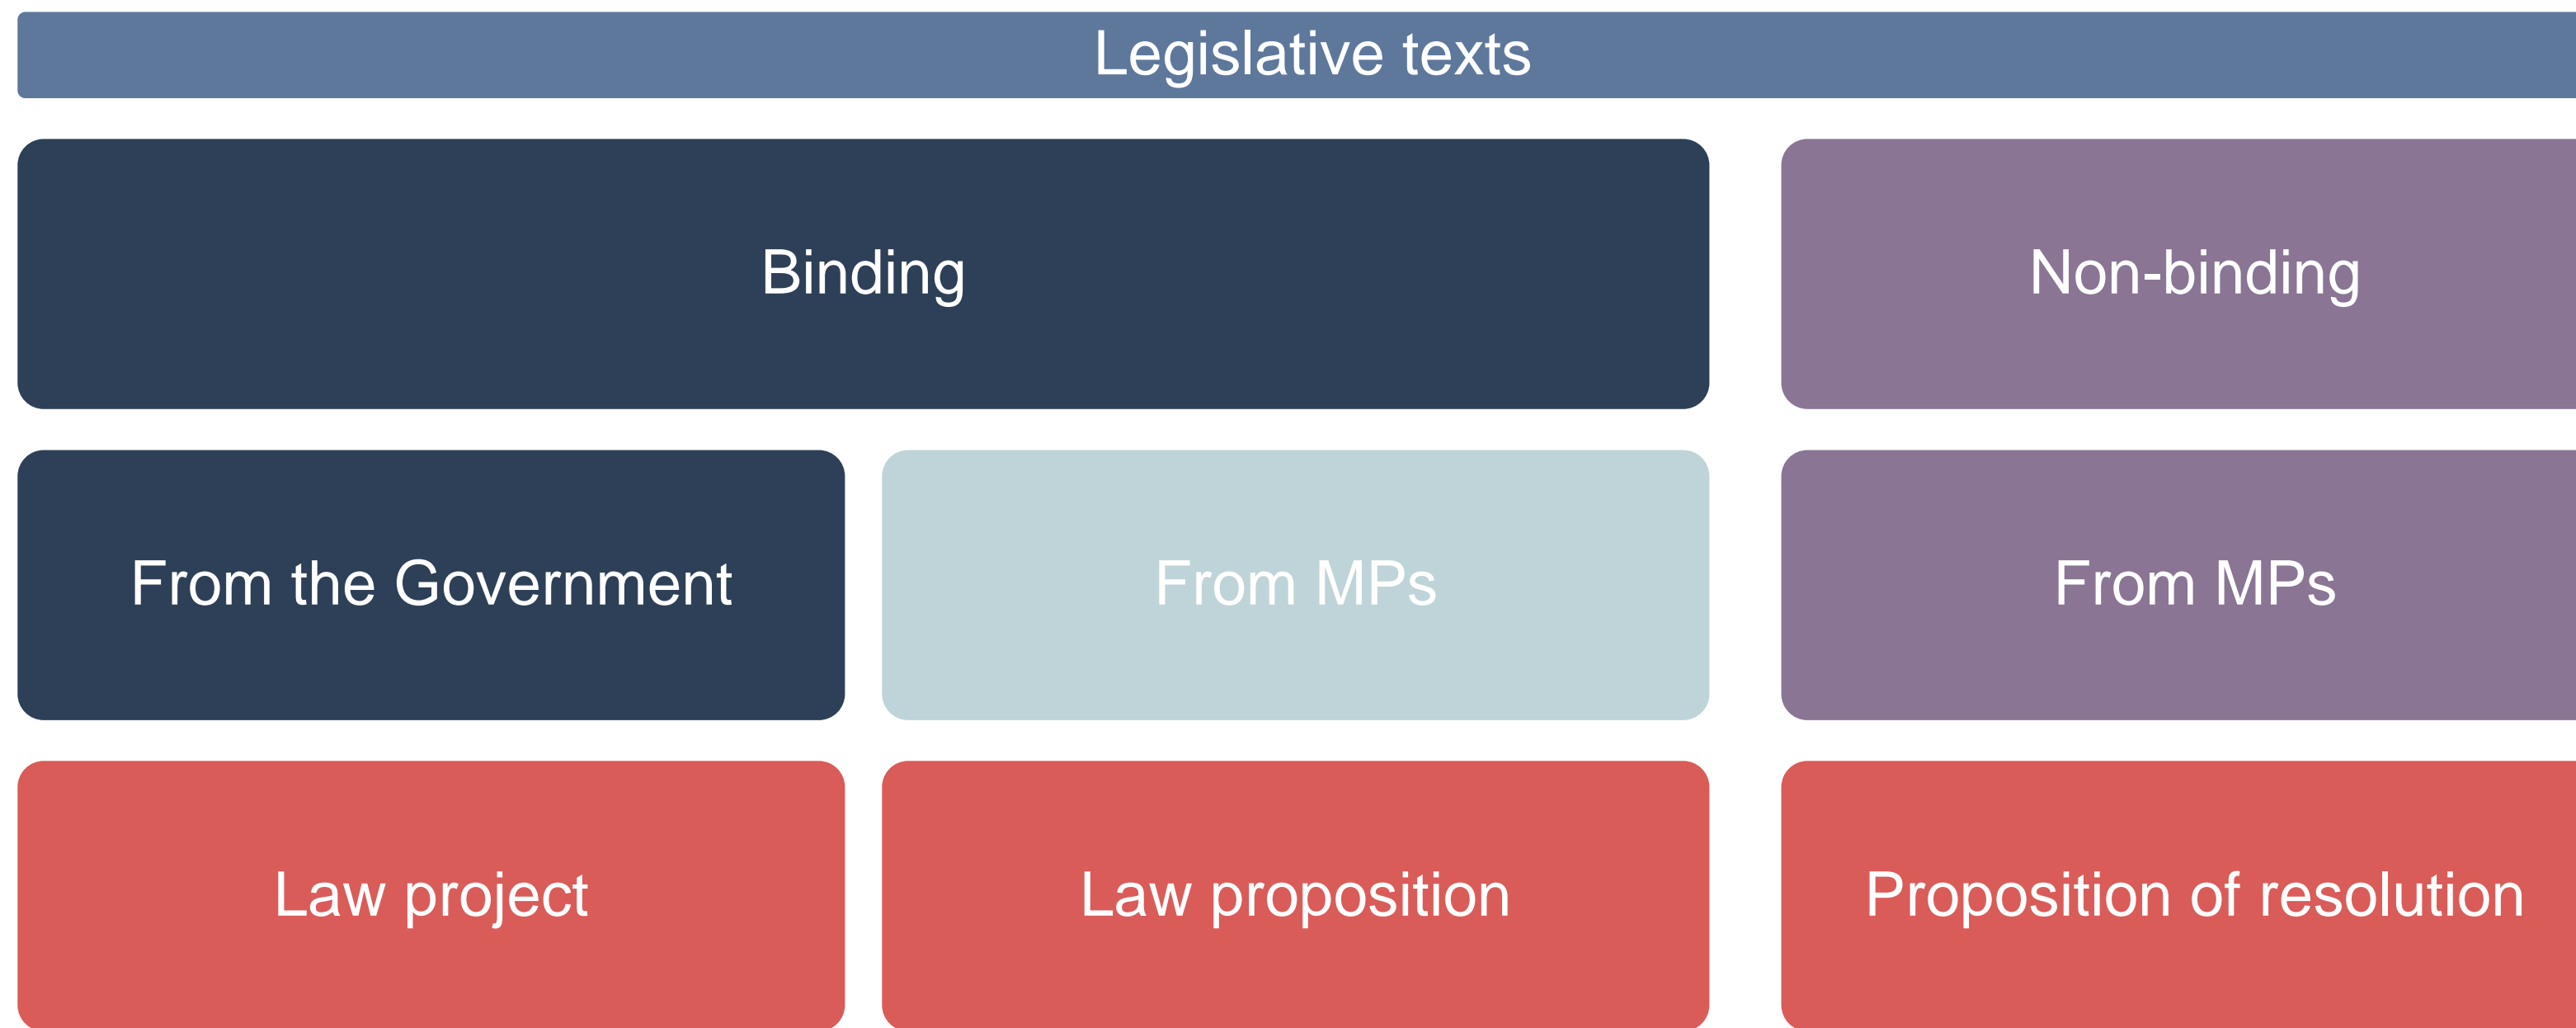 Legislative texts
Binding
Non-binding
From the Government
From MPs
From MPs
Law project
Law proposition
Proposition of resolution